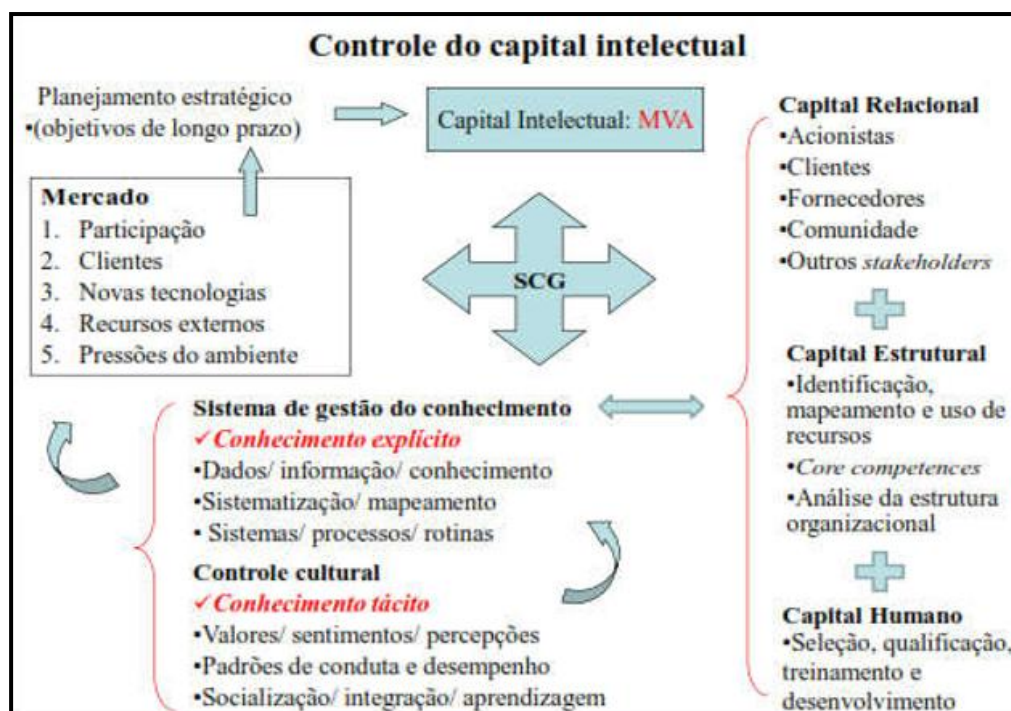 Controle do capital intelectual
Planejamento estratégico
•(objetivos de longo prazo)
Capital Intelectual: MVA
Mercado
1. Participação
2. Clientes
3. Novas tecnologias
4. Recursos externos
5. Pressões do ambiente
SCG
Sistema de gestão do conhecimento
✓Conhecimento explícito
•Dados/ informação/ conhecimento
•Sistematização/ mapeamento
• Sistemas/ processos/ rotinas
Controle cultural
✓Conhecimento tácito
•Valores/ sentimentos/ percepções
•Padrões de conduta e desempenho
•Socialização/ integração/ aprendizagem
Capital Relacional
•Acionistas
•Clientes
•Fornecedores
•Comunidade
•Outros stakeholders
Capital Estrutural
•Identificação,
mapeamento e uso de
recursos
•Core competences
•Análise da estrutura
organizacional
Capital Humano
•Seleção, qualificação,
treinamento e
desenvolvimento